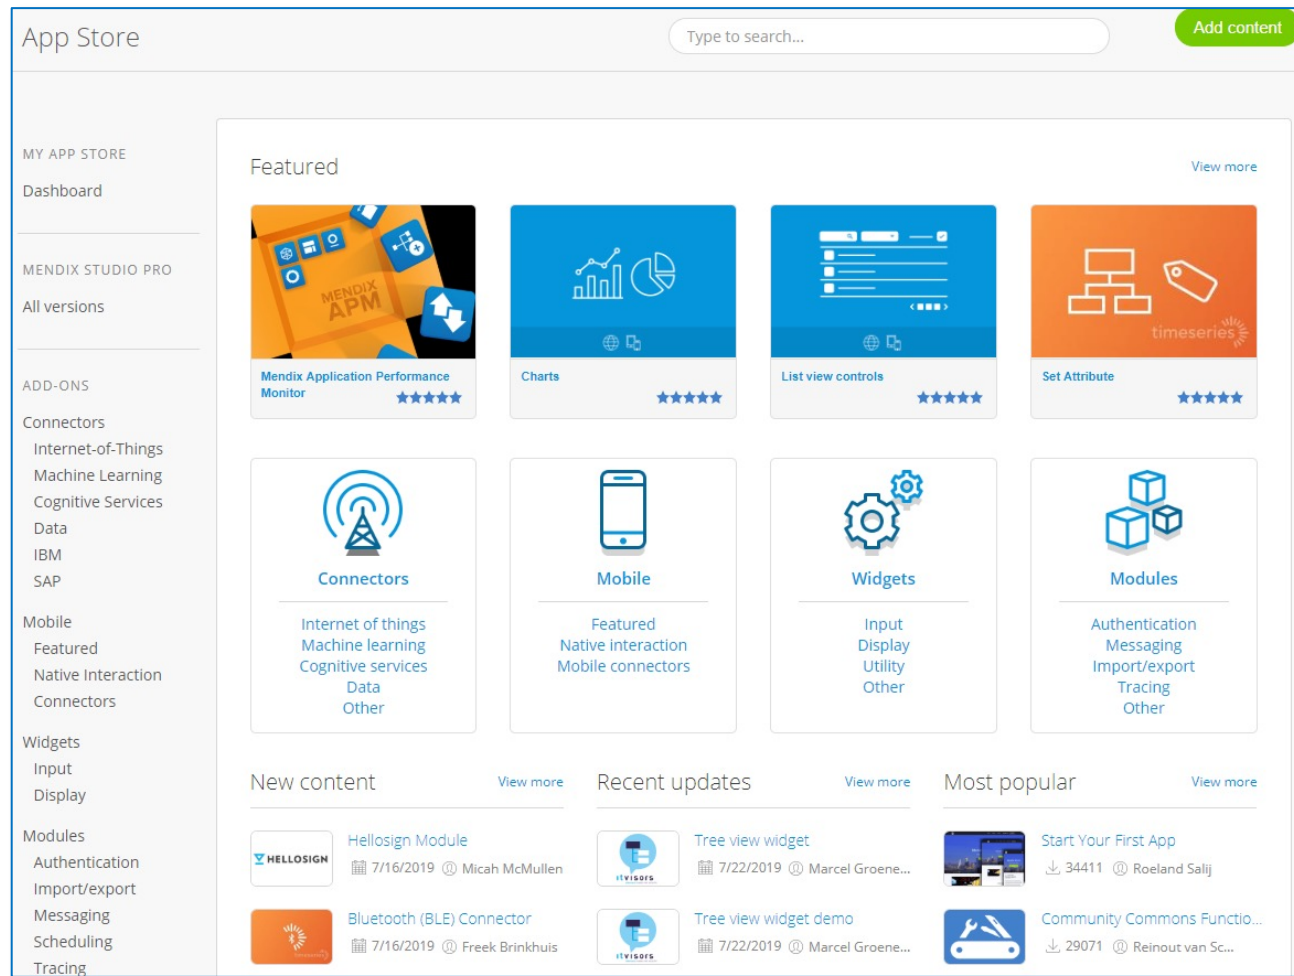 App Store
Type to search...
Add content
MY APP STORE
Dashboard
MENDIX STUDIO PRO
All versions
ADD-ONS
Connectors
Internet-of-Things
Machine Learning
Cognitive Services
Data
IBM
SAP
Mobile
Featured
Native Interaction
Connectors
Widgets
Input
Display
Modules
Authentication
Import/export
Messaging
Scheduling
Tracing
Featured
View more
MENDIX
APM
timeseries
Mendix Application Performance
Monitor
Charts
List view controls
Set Attribute
Connectors
Internet of things
Machine learning
Cognitive services
Data
Other
Mobile
Featured
Native interaction
Mobile connectors
Widgets
Input
Display
Utility
Other
Modules
Authentication
Messaging
Import/export
Tracing
Other
New content
View more
HELLOSIGN
Hellosign Module
7/16/2019 Micah McMullen
Bluetooth (BLE) Connector
7/16/2019 Freek Brinkhuis
Recent updates
View more
itvisors
Tree view widget
7/22/2019 Marcel Groene...
itvisors
Tree view widget demo
7/22/2019 Marcel Groene...
Most popular
View more
Start Your First App
34411 Roeland Salij
Community Commons Functio...
29071 Reinout van Sc...